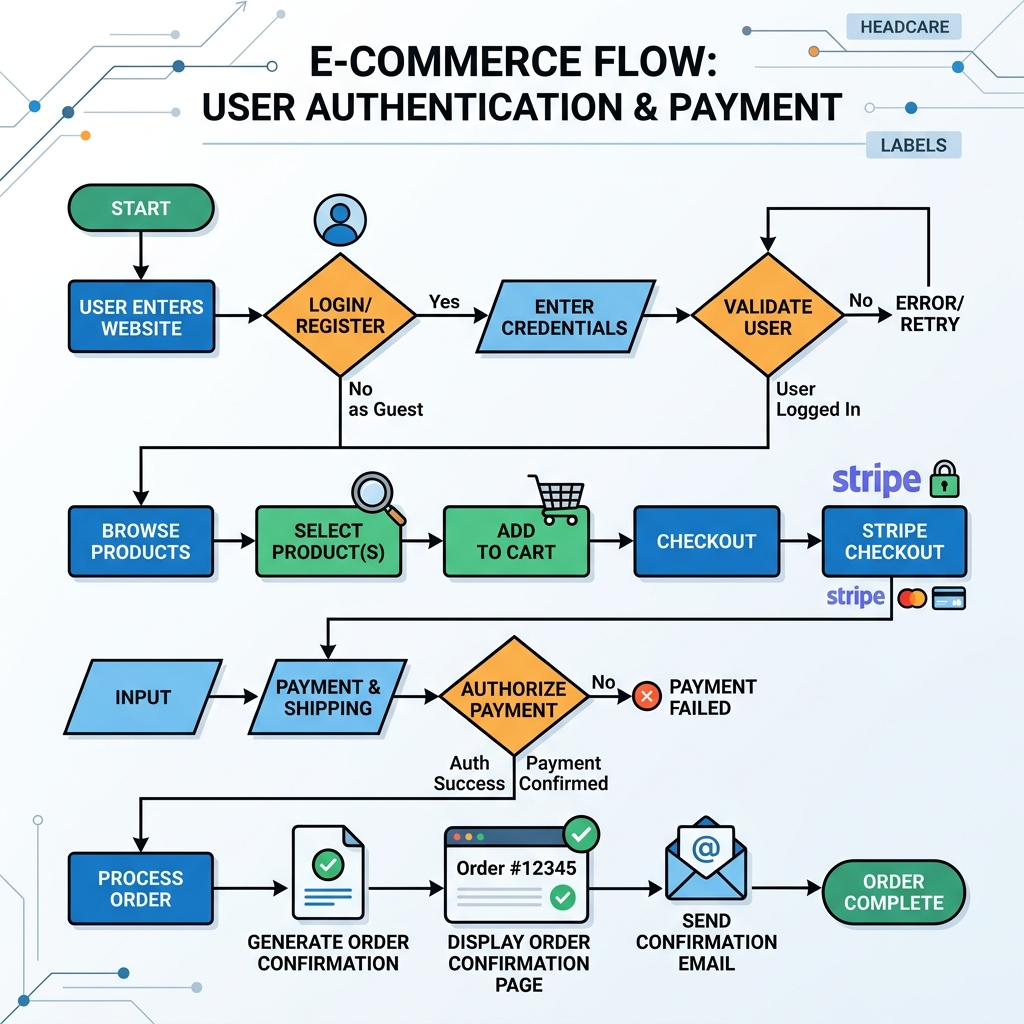 HEADCARE
E-COMMERCE FLOW:
USER AUTHENTICATION & PAYMENT
LABELS
START
USER ENTERS
WEBSITE
LOGIN/
REGISTER
Yes
ENTER
CREDENTIALS
VALIDATE
USER
No
ERROR/
RETRY
No
as Guest
User
Logged In
stripe
BROWSE
PRODUCTS
SELECT
PRODUCT(S)
ADD
TO CART
CHECKOUT
STRIPE
CHECKOUT
stripe
INPUT
PAYMENT &
SHIPPING
AUTHORIZE
PAYMENT
No
PAYMENT
FAILED
Auth
Success
Payment
Confirmed
PROCESS
ORDER
Order #12345
@
ORDER
COMPLETE
GENERATE ORDER
CONFIRMATION
DISPLAY ORDER
CONFIRMATION
PAGE
SEND
CONFIRMATION
EMAIL